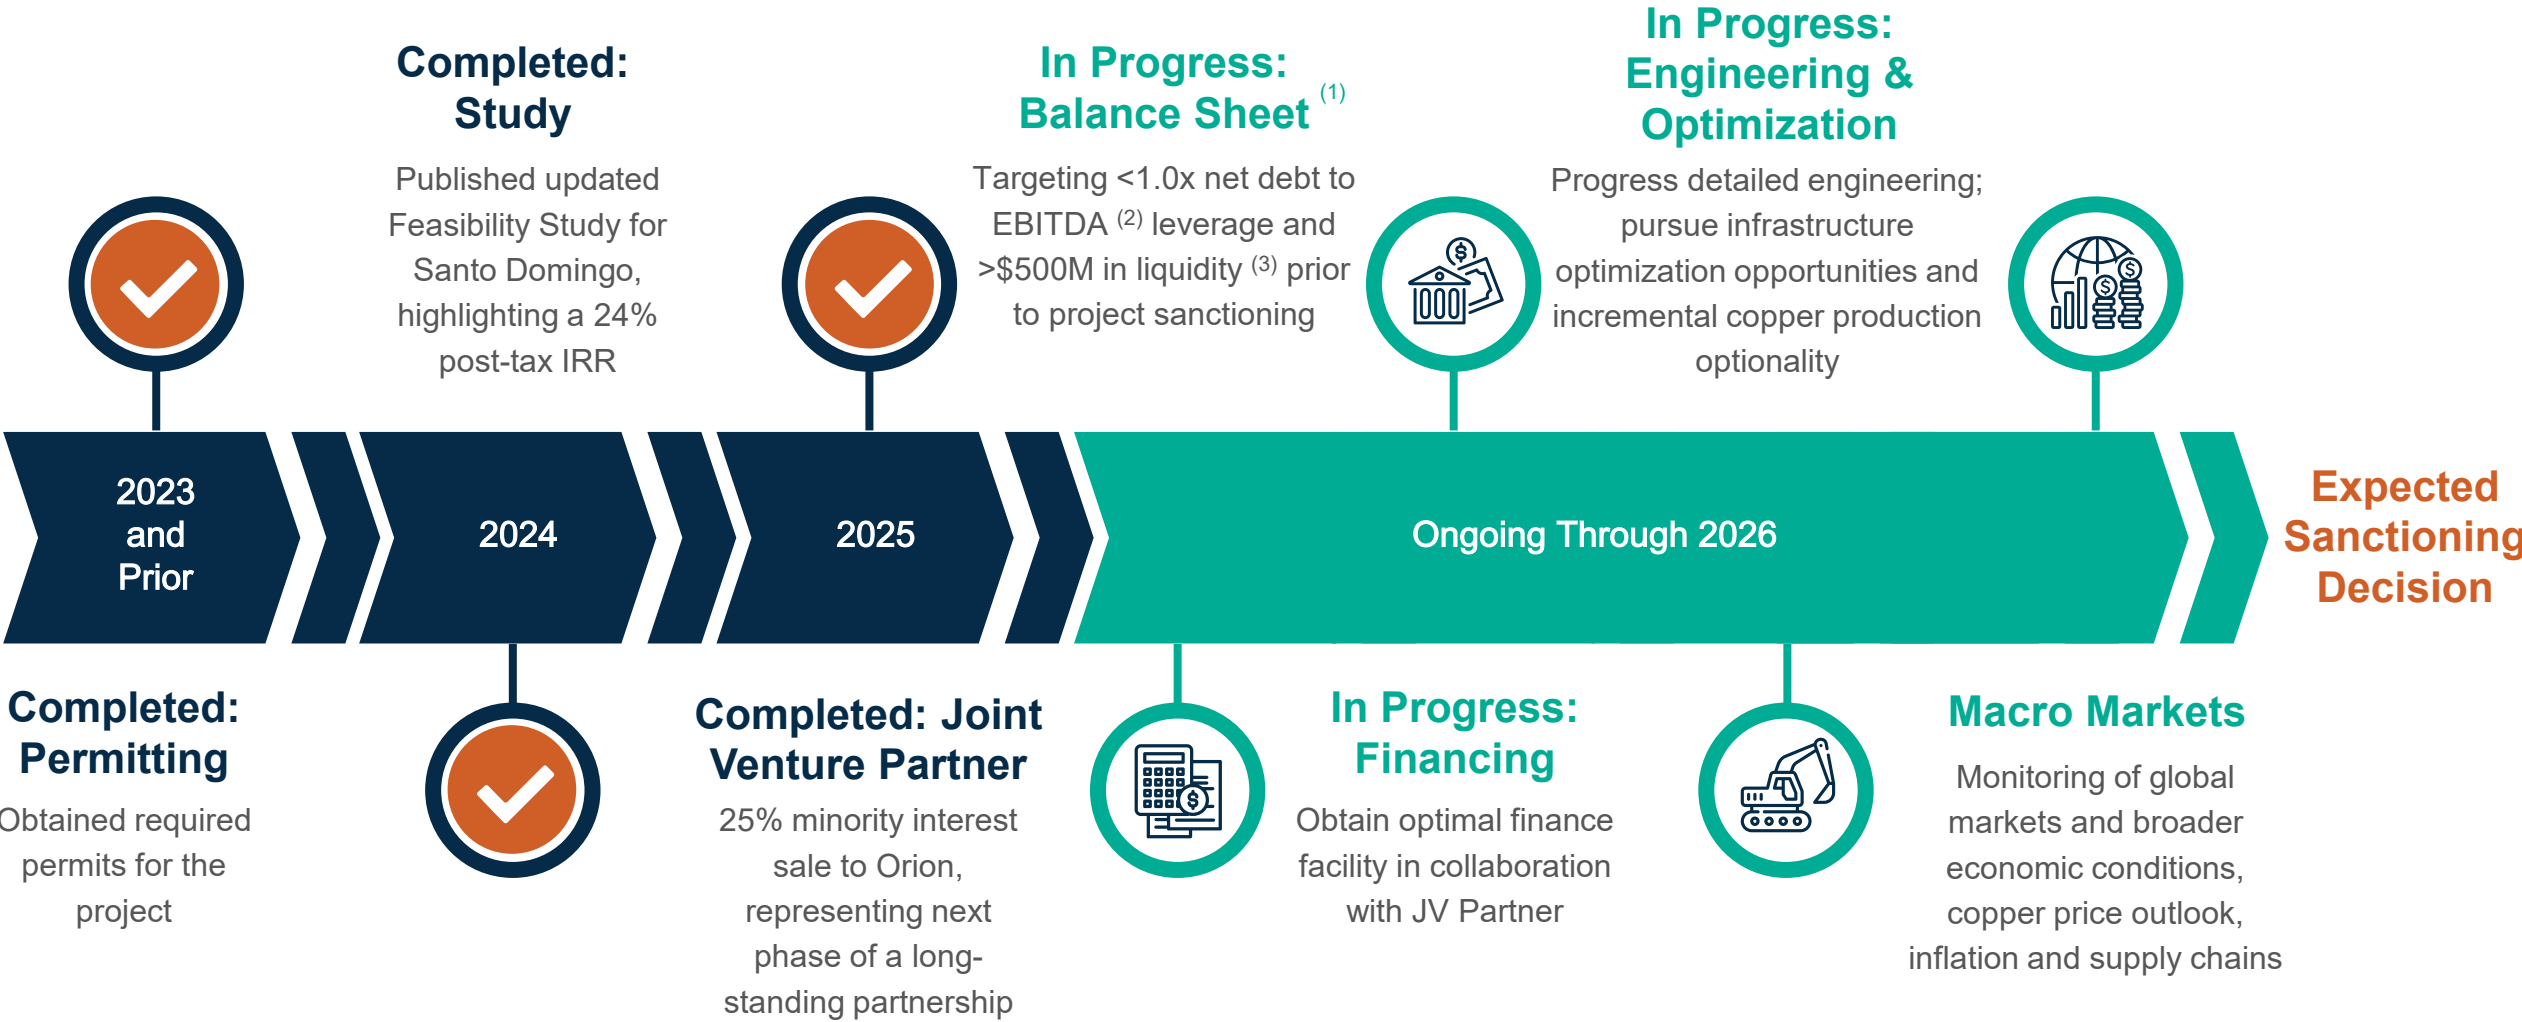 Completed:
Study
Published updated
Feasibility Study for
Santo Domingo,
highlighting a 24%
post-tax IRR
In Progress:
Balance Sheet (1)
Targeting <1.0x net debt to
EBITDA (2) leverage and
>$500M in liquidity (3) prior
to project sanctioning
In Progress:
Engineering &
Optimization
Progress detailed engineering;
pursue infrastructure
optimization opportunities and
incremental copper production
optionality
2023
and
Prior
2024
2025
Ongoing Through 2026
Expected
Sanctioning
Decision
Completed:
Permitting
Obtained required
permits for the
project
Completed: Joint
Venture Partner
25% minority interest
sale to Orion,
representing next
phase of a long-
standing partnership
In Progress:
Financing
Obtain optimal finance
facility in collaboration
with JV Partner
Macro Markets
Monitoring of global
markets and broader
economic conditions,
copper price outlook,
inflation and supply chains